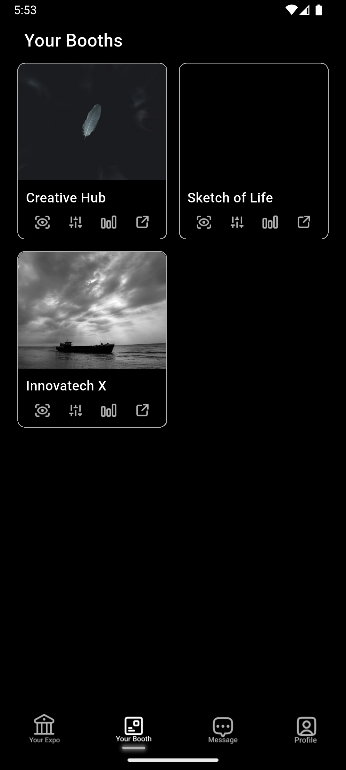 5:53
Your Booths
Creative Hub
Sketch of Life
Innovatech X
Your Expo
Your Booth
Message
Profile